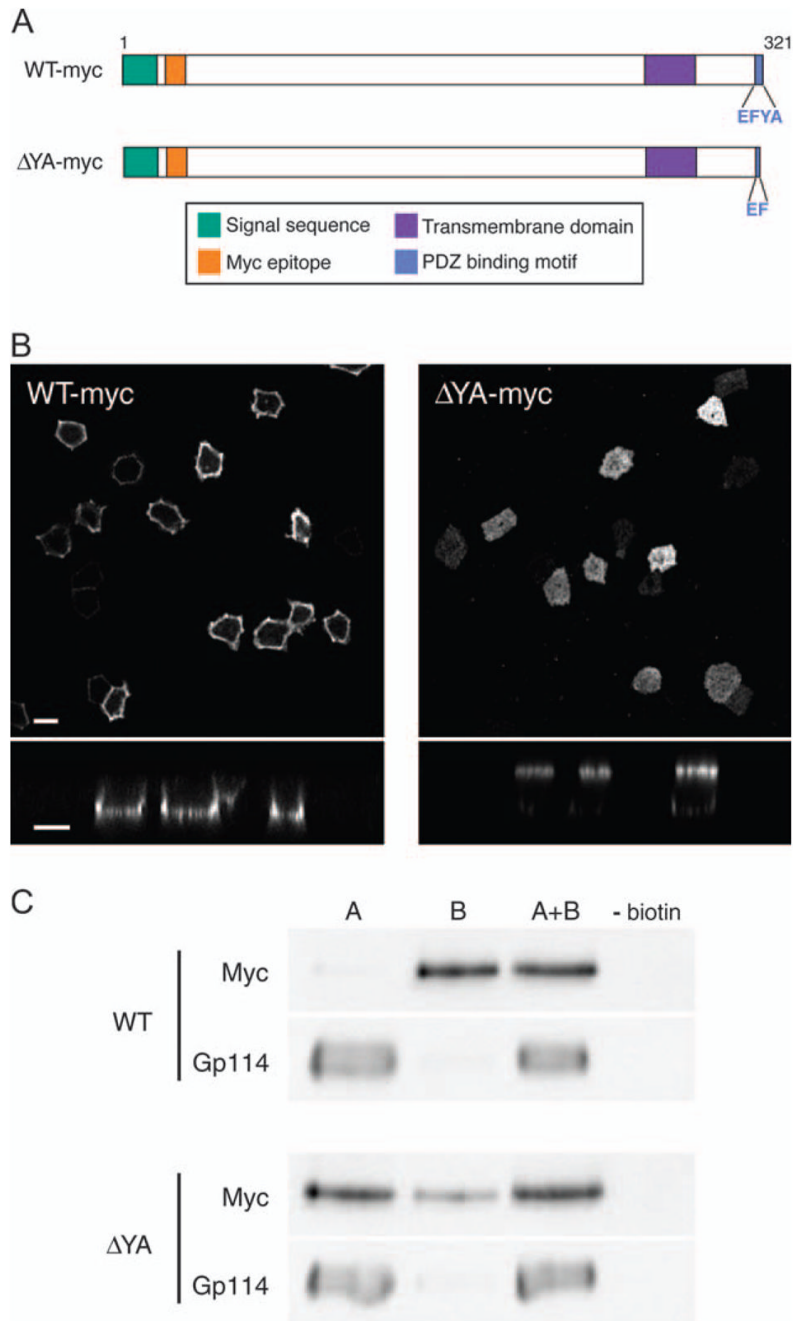 A
1 321
WT-myc
EFYA
ΔYA-myc
EF
Signal sequence Transmembrane domain
Myc epitope PDZ binding motif
B
WT-myc ΔYA-myc
C
A B A+B - biotin
Myc
WT
Gp114
Myc
ΔYA
Gp114